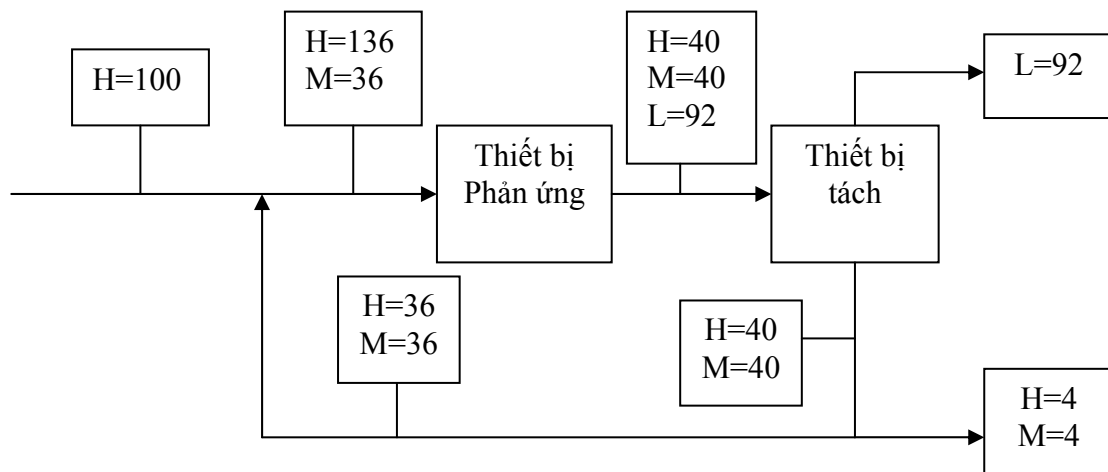 H=100
H=136
M=36
H=40
M=40
L=92
L=92
Thiết bị
Phản ứng
Thiết bị
tách
H=36
M=36
H=40
M=40
H=4
M=4